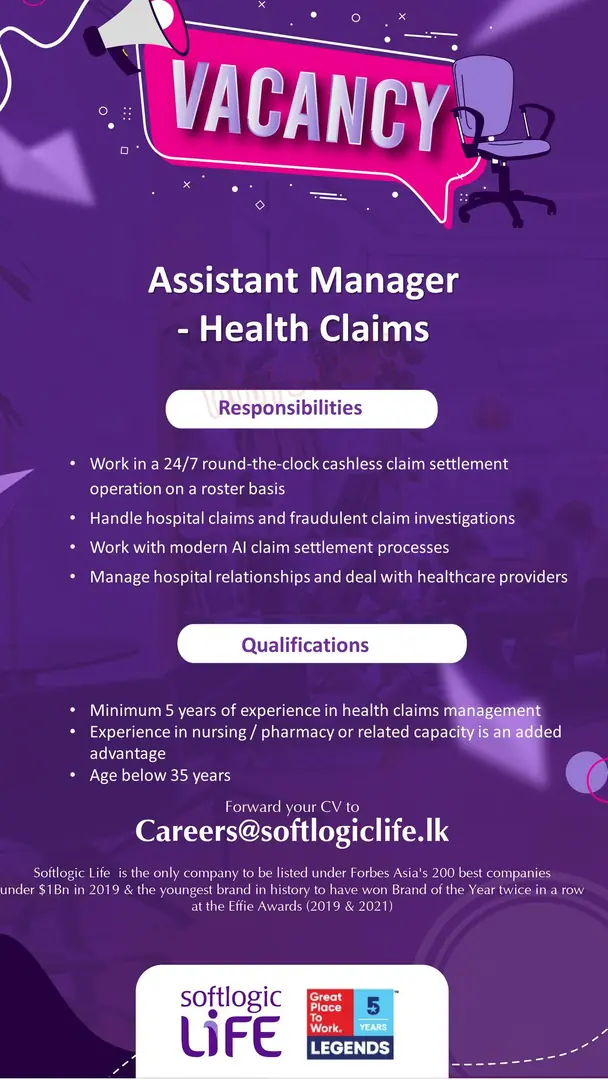 VACANCY
Assistant Manager
- Health Claims
Responsibilities
• Work in a 24/7 round-the-clock cashless claim settlement
operation on a roster basis
• Handle hospital claims and fraudulent claim investigations
• Work with modern AI claim settlement processes
• Manage hospital relationships and deal with healthcare providers
Qualifications
• Minimum 5 years of experience in health claims management
• Experience in nursing / pharmacy or related capacity is an added
advantage
• Age below 35 years
Forward your CV to
Careers@softlogiclife.lk
Softlogic Life is the only company to be listed under Forbes Asia's 200 best companies
under $1Bn in 2019 & the youngest brand in history to have won Brand of the Year twice in a row
at the Effie Awards (2019 & 2021)
softlogic
LiFE
Great
Place
To
Work.
5
YEARS
™
LEGENDS